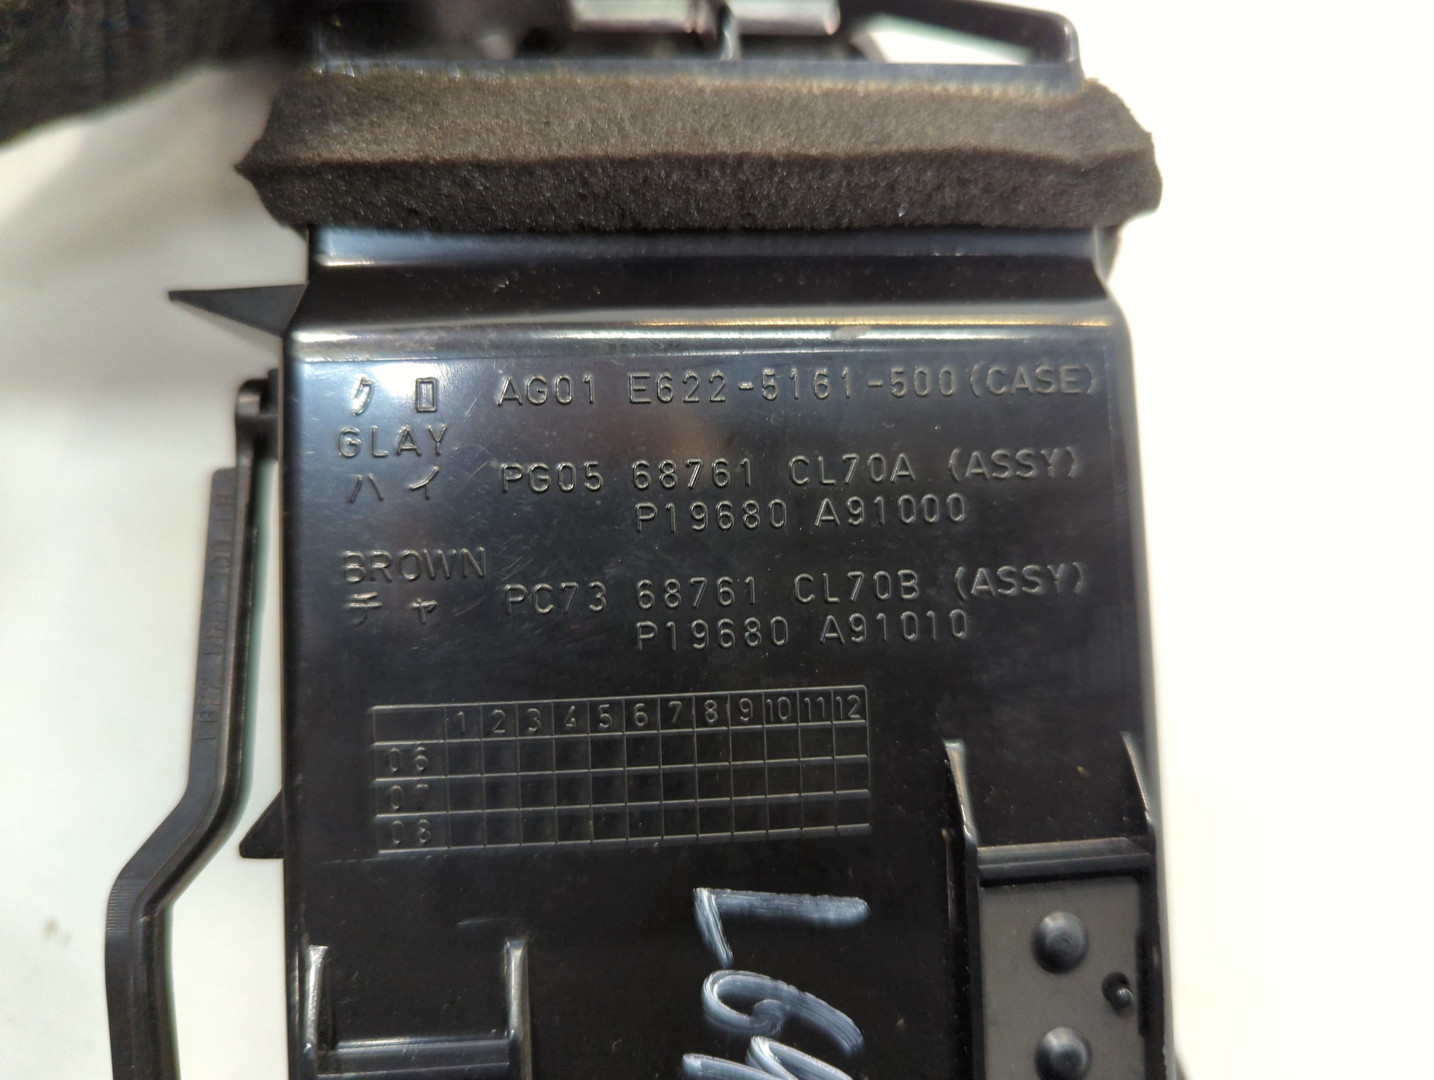 クロ AG01 E622-5161-500(CASE)
GLAY
ハイ PG05 68761 CL70A (ASSY)
P19680 A91000
BROWN
チャ PC73 68761 CL70B (ASSY)
P19680 A91010
1 2 3 4 5 6 7 8 9 10 11 12
06
07
08